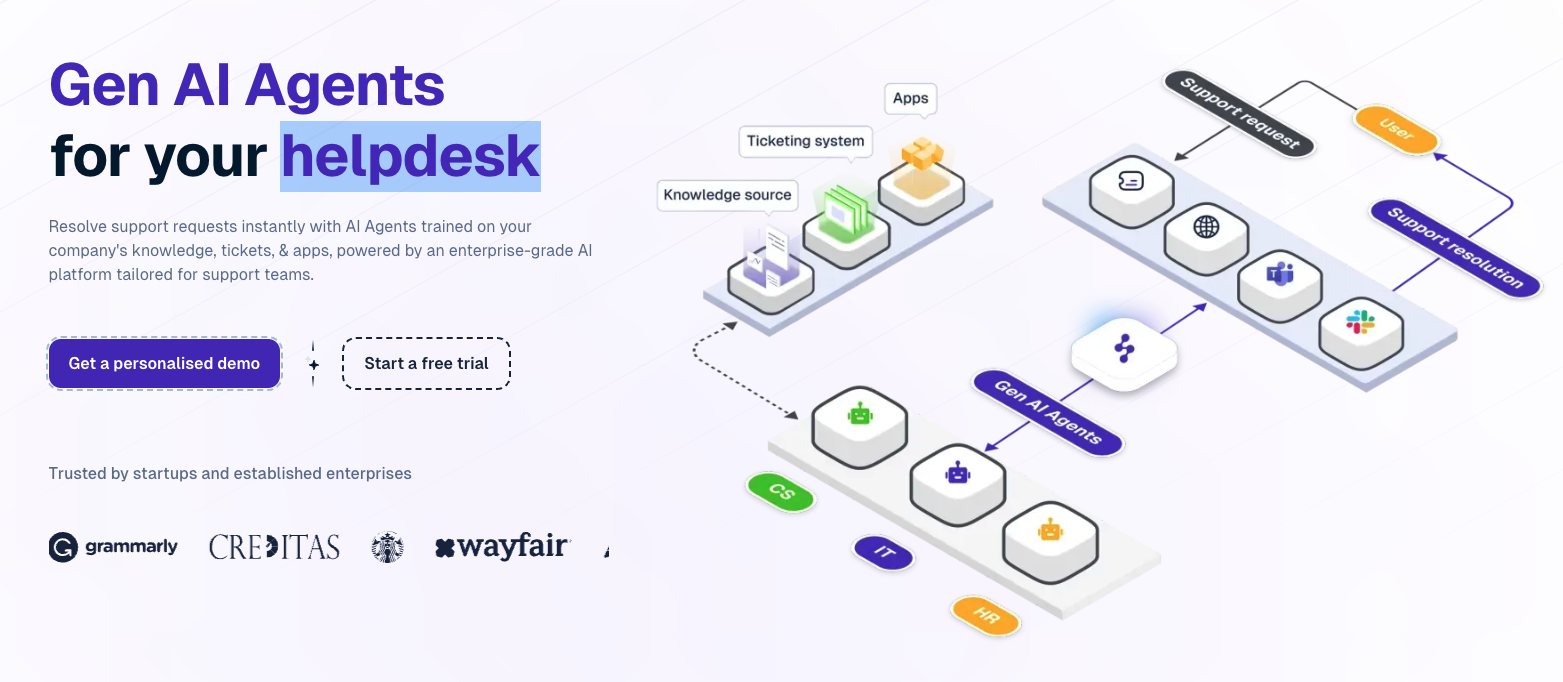 Gen AI Agents
for your helpdesk
Resolve support requests instantly with AI Agents trained on your
company's knowledge, tickets, & apps, powered by an enterprise-grade AI
platform tailored for support teams.
Get a personalised demo
Start a free trial
Trusted by startups and established enterprises
grammarly
CREDITAS
wayfair
Apps
Ticketing system
Knowledge source
Support request
User
Support resolution
T
Gen AI Agents
CS
IT
HR